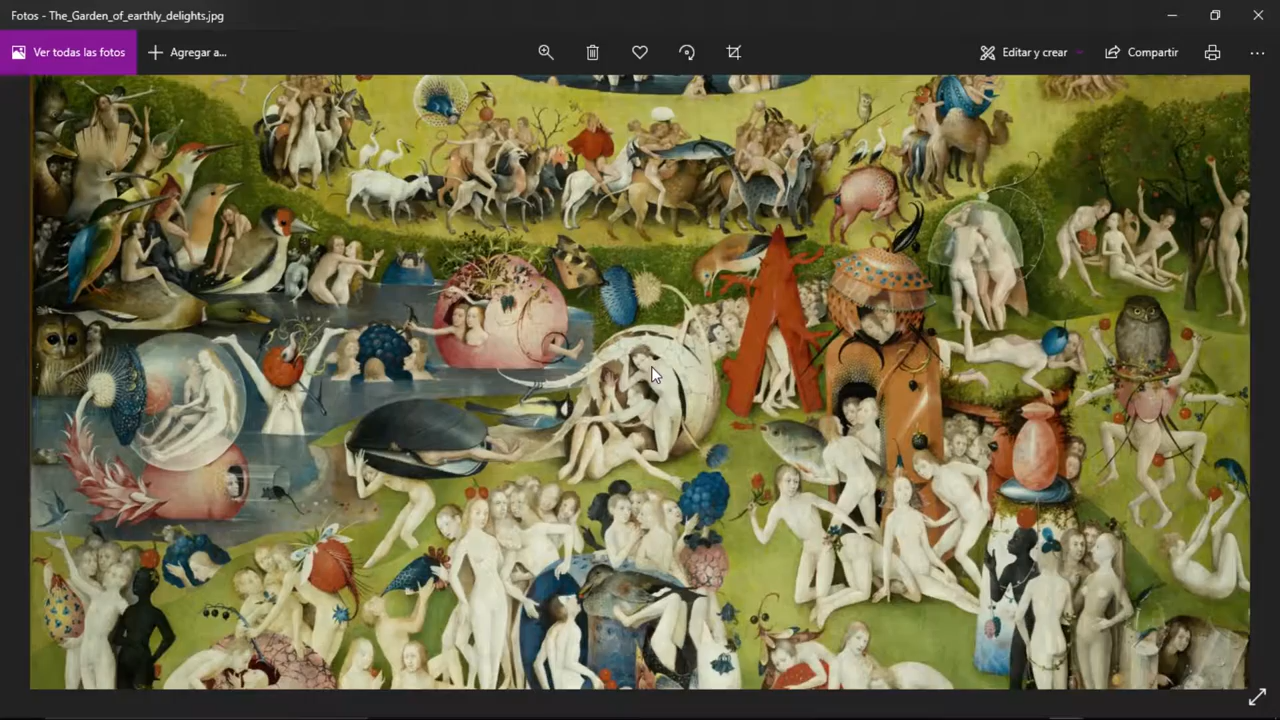 Fotos - The_Garden_of_earthly_delights.jpg
Ver todas las fotos
Agregar a...
Editar y crear
Compartir